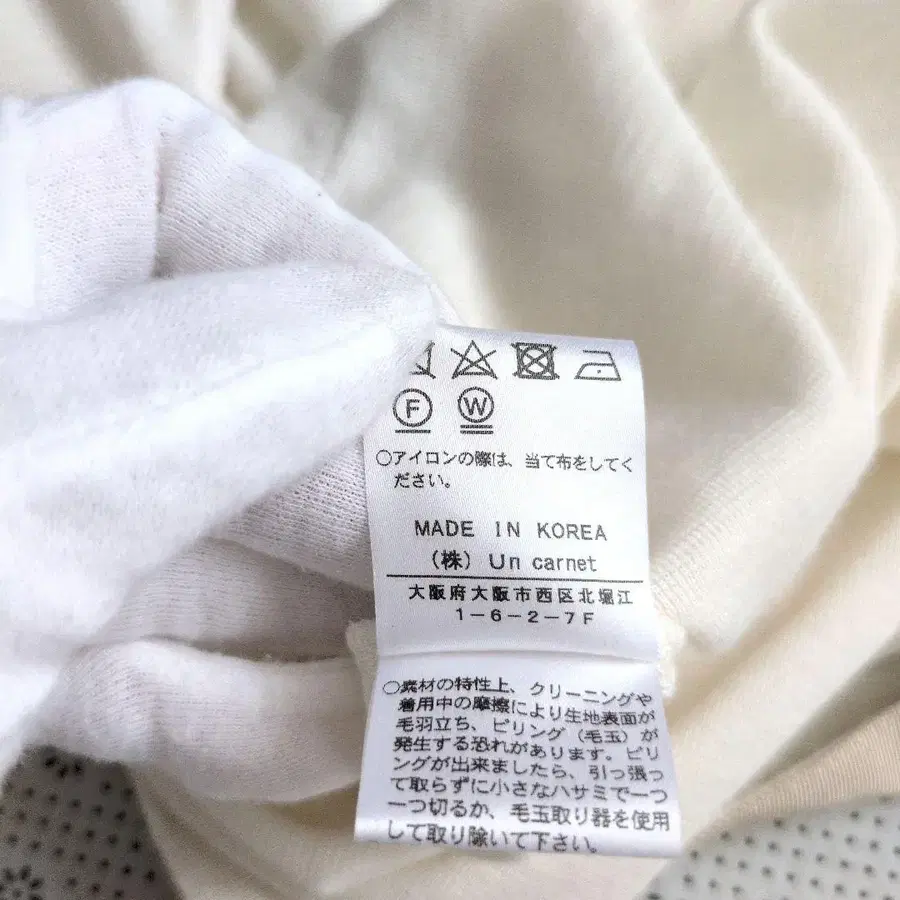 F W
○アイロンの際は、当て布をしてく
ださい。
MADE IN KOREA
(株) Un carnet
大阪府大阪市西区北堀江
1-6-2-7F
○素材の特性上、クリーニングや
着用中の摩擦により生地表面が
毛羽立ち、ピリング(毛玉)が
発生する恐れがあります。ピリ
ングが出来ましたら、引っ張っ
て取らずに小さなハサミで一つ
一つ切るか、毛玉取り器を使用
して取り除いて下さい。